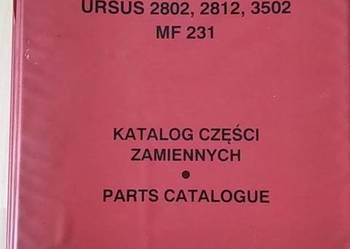 URSUS 2802, 2812, 3502
MF 231
KATALOG CZĘŚCI
ZAMIENNYCH
•
PARTS CATALOGUE